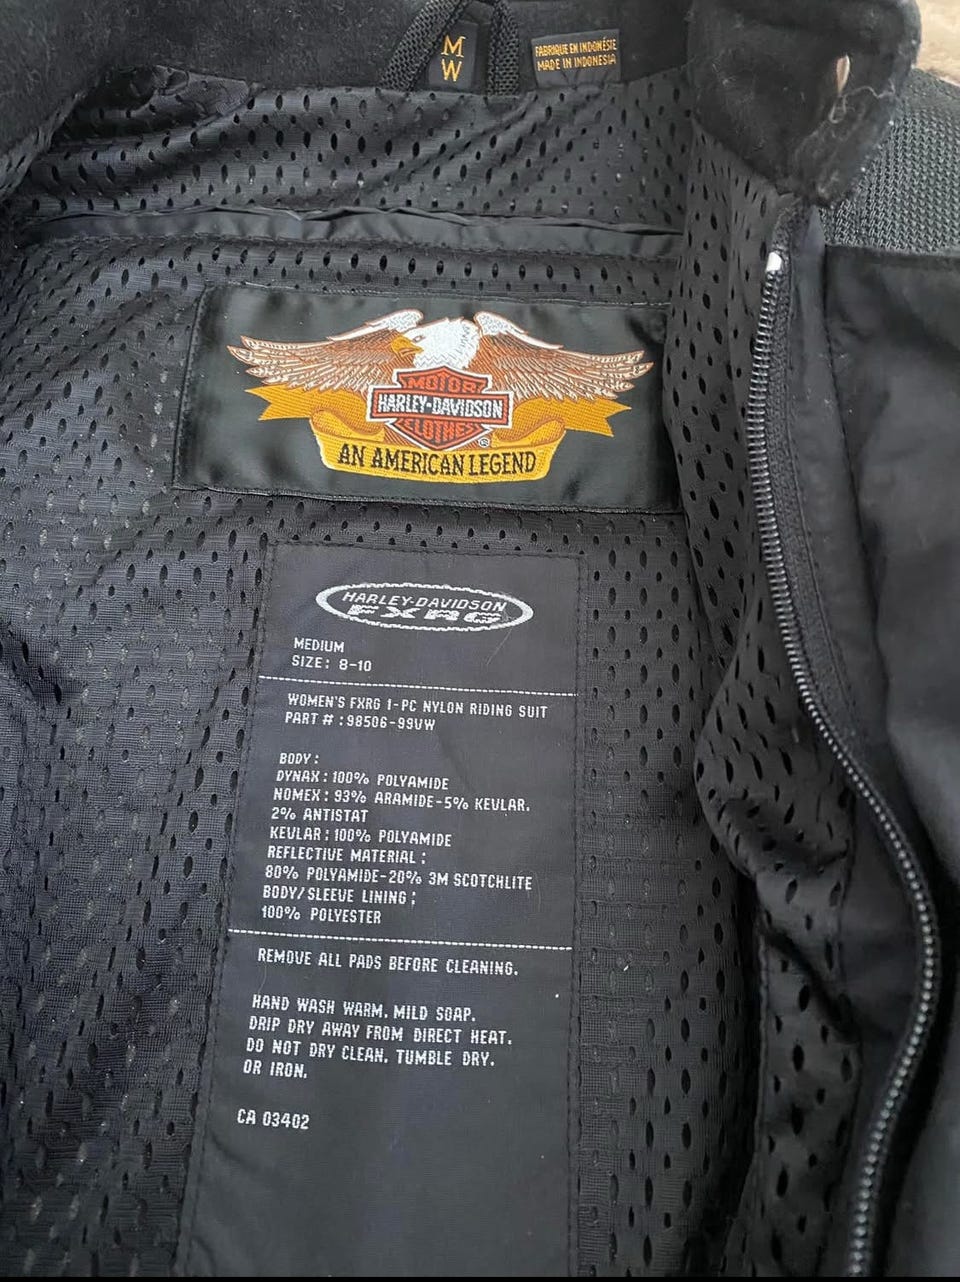 M
W
FABRIQUE EN INDONÉSIE
MADE IN INDONESIA
MOTOR
HARLEY-DAVIDSON
CLOTHES
®
AN AMERICAN LEGEND
HARLEY-DAVIDSON
FXRG
MEDIUM
SIZE: 8-10
WOMEN'S FXRG 1-PC NYLON RIDING SUIT
PART #:98506-99VW
BODY:
DYNAX:100% POLYAMIDE
NOMEX: 93% ARAMIDE-5% KEVLAR.
2% ANTISTAT
KEVLAR:100% POLYAMIDE
REFLECTIVE MATERIAL:
80% POLYAMIDE-20% 3M SCOTCHLITE
BODY/SLEEVE LINING:
100% POLYESTER
REMOVE ALL PADS BEFORE CLEANING.
HAND WASH WARM. MILD SOAP.
DRIP DRY AWAY FROM DIRECT HEAT.
DO NOT DRY CLEAN. TUMBLE DRY.
OR IRON.
CA 03402